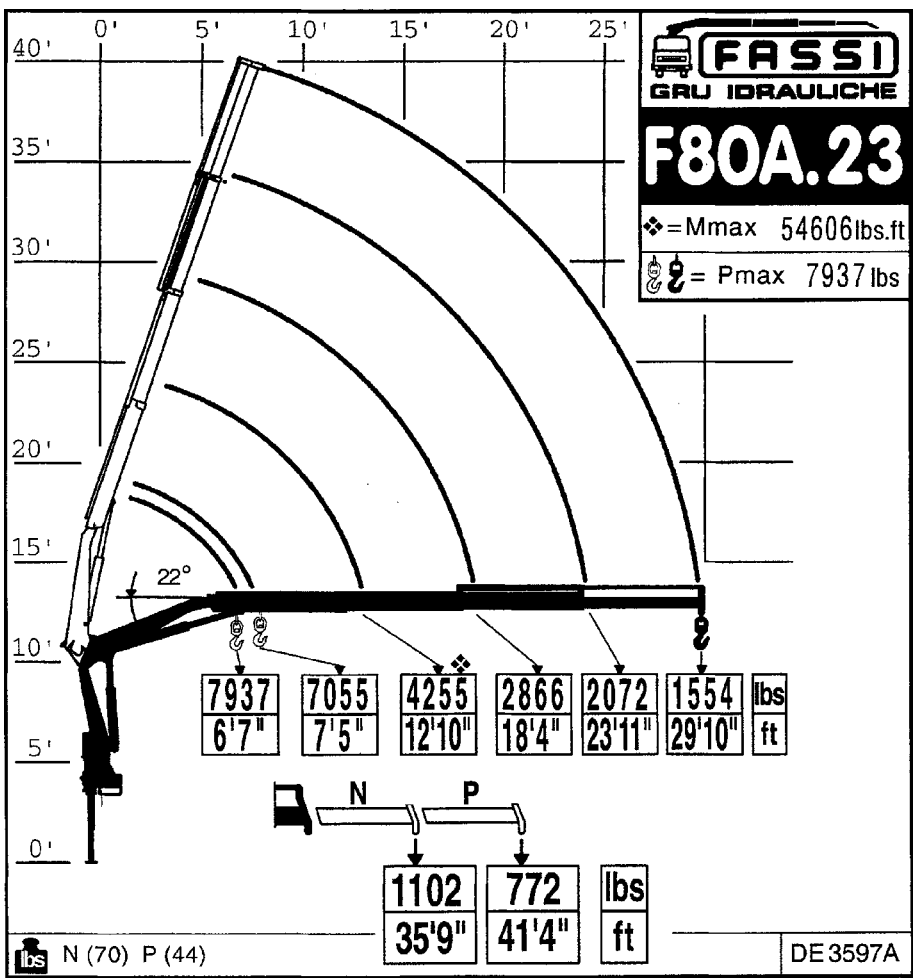 0' 5' 10' 15' 20' 25'
40'
35'
30'
25'
20'
15'
10'
5'
0'
FASSI
GRU IDRAULICHE
F80A.23
❖=Mmax 54606lbs.ft
= Pmax 7937 lbs
22°
❖
7937 7055 4255 2866 2072 1554 lbs
6'7" 7'5" 12'10" 18'4" 23'11" 29'10" ft
N P
1102 772 lbs
35'9" 41'4" ft
lbs N (70) P (44)
DE3597A